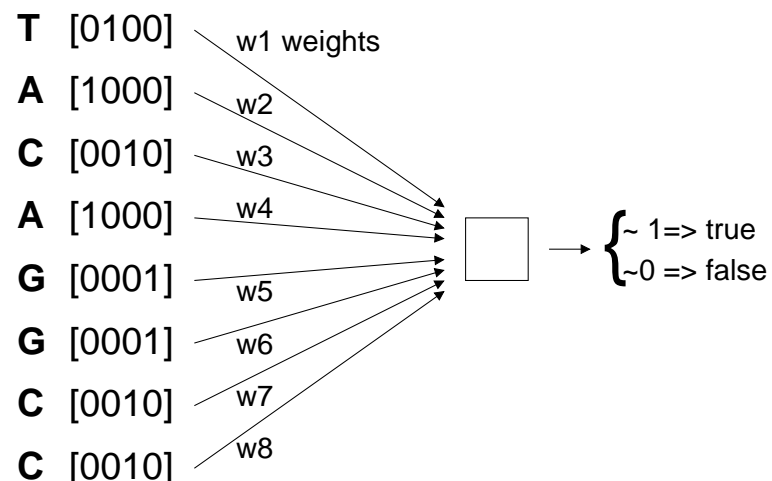 T [0100]
w1 weights
A [1000]
w2
C [0010]
w3
A [1000]
w4
~ 1=> true
{
~0 => false
G [0001]
w5
G [0001]
w6
C [0010]
w7
C [0010]
w8